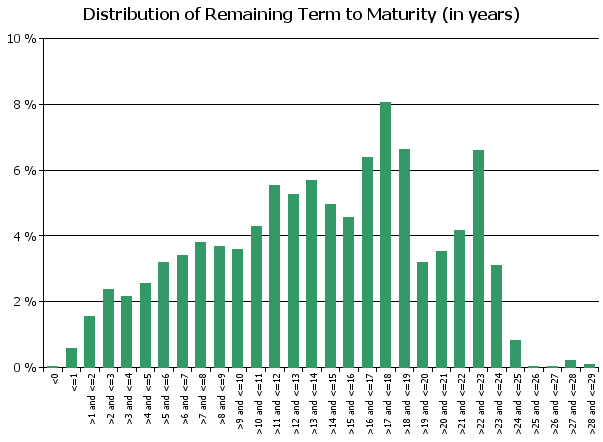 Distribution of Remaining Term to Maturity (in years)
10 %
8 %
6 %
4 %
2 %
0 %
<0
<=1
>1 and <=2
>2 and <=3
>3 and <=4
>4 and <=5
>5 and <=6
>6 and <=7
>7 and <=8
>8 and <=9
>9 and <=10
>10 and <=11
>11 and <=12
>12 and <=13
>13 and <=14
>14 and <=15
>15 and <=16
>16 and <=17
>17 and <=18
>18 and <=19
>19 and <=20
>20 and <=21
>21 and <=22
>22 and <=23
>23 and <=24
>24 and <=25
>25 and <=26
>26 and <=27
>27 and <=28
>28 and <=29